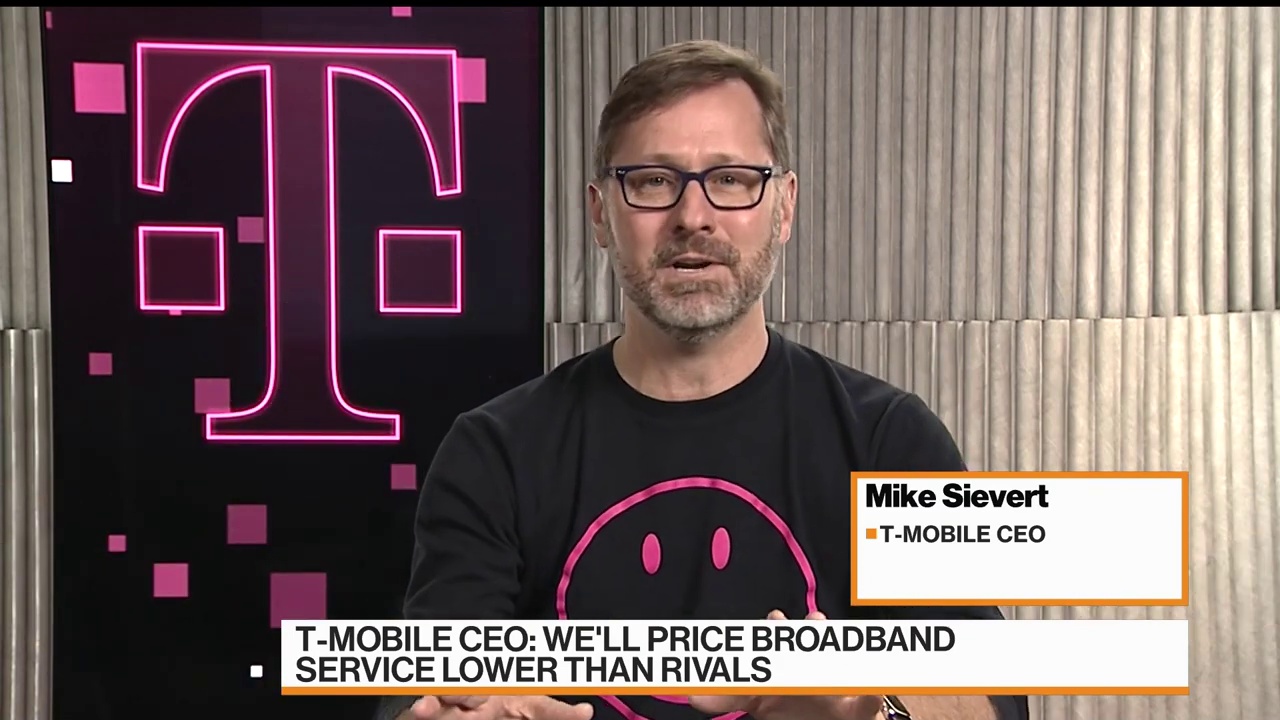 T
Mike Sievert
T-MOBILE CEO
T-MOBILE CEO: WE'LL PRICE BROADBAND
SERVICE LOWER THAN RIVALS